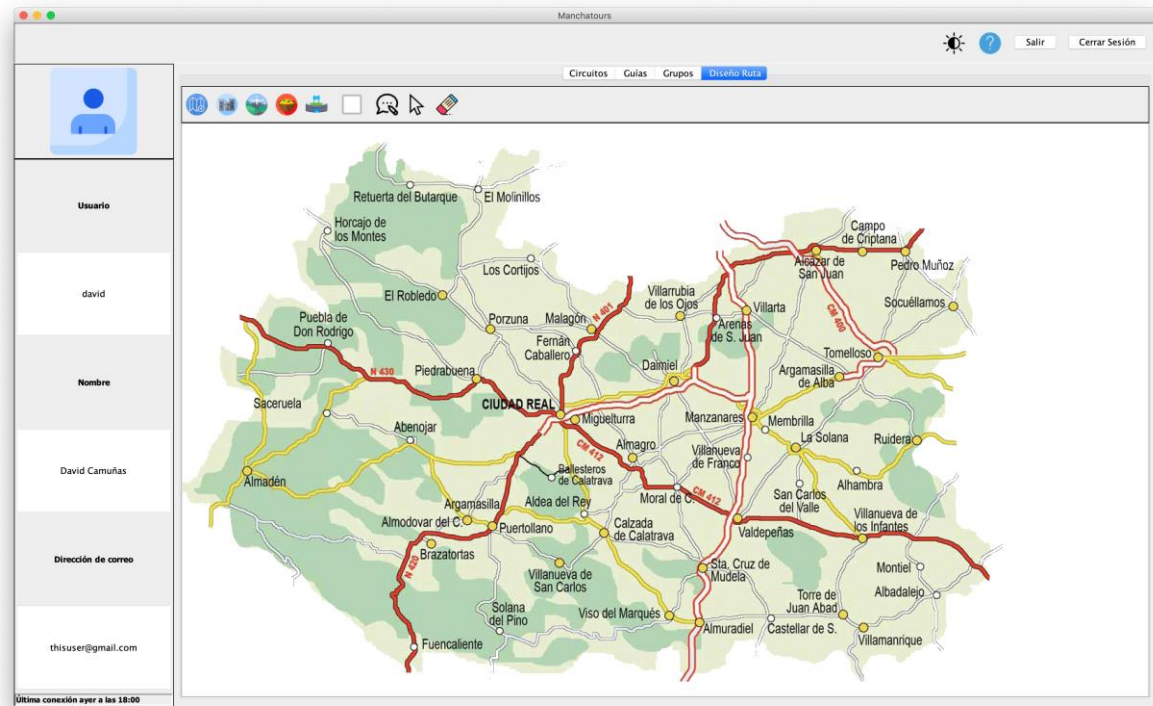 Manchatours
?
Salir
Cerrar Sesión
Circuitos
Guías
Grupos
Diseño Ruta
Usuario
david
Nombre
David Camuñas
Dirección de correo
thisuser@gmail.com
Última conexión ayer a las 18:00
Retuerta del Butarque
El Molinillos
Horcajo de
los Montes
Los Cortijos
El Robledo
Puebla de
Don Rodrigo
Porzuna
Malagón
N 401
Fernán
Caballero
Villarrubia
de los Ojos
Arenas
de S. Juan
Villarta
Alcázar de
San Juan
Campo
de Criptana
Pedro Muñoz
Socuéllamos
CM 400
Tomelloso
Argamasilla
de Alba
N 430
Piedrabuena
Daimiel
Saceruela
CIUDAD REAL
Miguelturra
Manzanares
Membrilla
La Solana
Ruidera
Abenojar
CM 412
Almagro
Villanueva
de Franco
Almadén
Ballesteros
de Calatrava
Moral de C.
CM 412
San Carlos
del Valle
Alhambra
Argamasilla
Almodovar del C.
Aldea del Rey
Puertollano
Calzada
de Calatrava
Valdepeñas
Villanueva de
los Infantes
Brazatortas
N 420
Villanueva de
San Carlos
Sta. Cruz de
Mudela
Montiel
Albadalejo
Solana
del Pino
Viso del Marqués
Torre de
Juan Abad
Fuencaliente
Almuradiel
Castellar de S.
Villamanrique